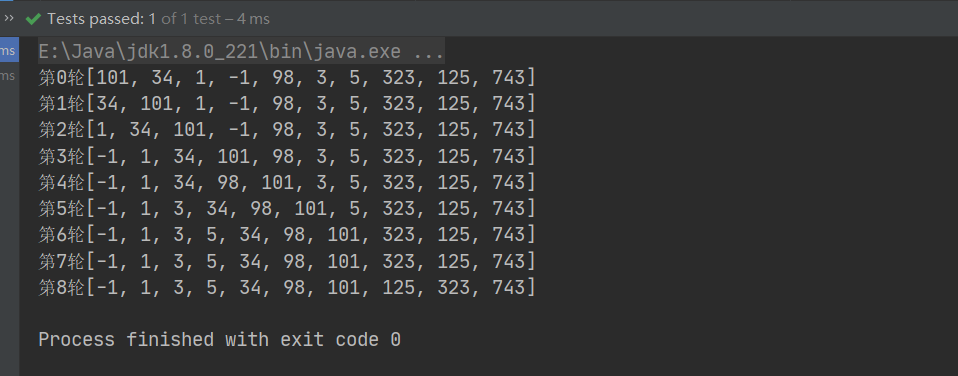 Tests passed: 1 of 1 test – 4 ms
ms
E:\Java\jdk1.8.0_221\bin\java.exe ...
ms
第0轮[101, 34, 1, -1, 98, 3, 5, 323, 125, 743]
第1轮[34, 101, 1, -1, 98, 3, 5, 323, 125, 743]
第2轮[1, 34, 101, -1, 98, 3, 5, 323, 125, 743]
第3轮[-1, 1, 34, 101, 98, 3, 5, 323, 125, 743]
第4轮[-1, 1, 34, 98, 101, 3, 5, 323, 125, 743]
第5轮[-1, 1, 3, 34, 98, 101, 5, 323, 125, 743]
第6轮[-1, 1, 3, 5, 34, 98, 101, 323, 125, 743]
第7轮[-1, 1, 3, 5, 34, 98, 101, 323, 125, 743]
第8轮[-1, 1, 3, 5, 34, 98, 101, 125, 323, 743]
Process finished with exit code 0